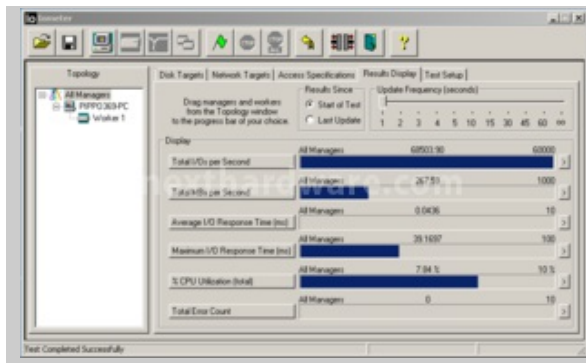 Iometer
Topology
All Managers
PIPPO369-PC
Worker 1
Disk Targets
Network Targets
Access Specifications
Results Display
Test Setup
Drag managers and workers
from the Topology window
to the progress bar of your choice.
Results Since
Start of Test
Last Update
Update Frequency (seconds)
1 2 3 4 5 10 15 30 45 60 ∞
Display
Total I/Os per Second
All Managers 68503.90 60000
Total MBs per Second
All Managers 267.59 1000
Average I/O Response Time (ms)
All Managers 0.0436 10
Maximum I/O Response Time (ms)
All Managers 39.1697 100
% CPU Utilization (total)
All Managers 7.84 % 10 %
Total Error Count
All Managers 0 10
nexthardware.com
Test Completed Successfully